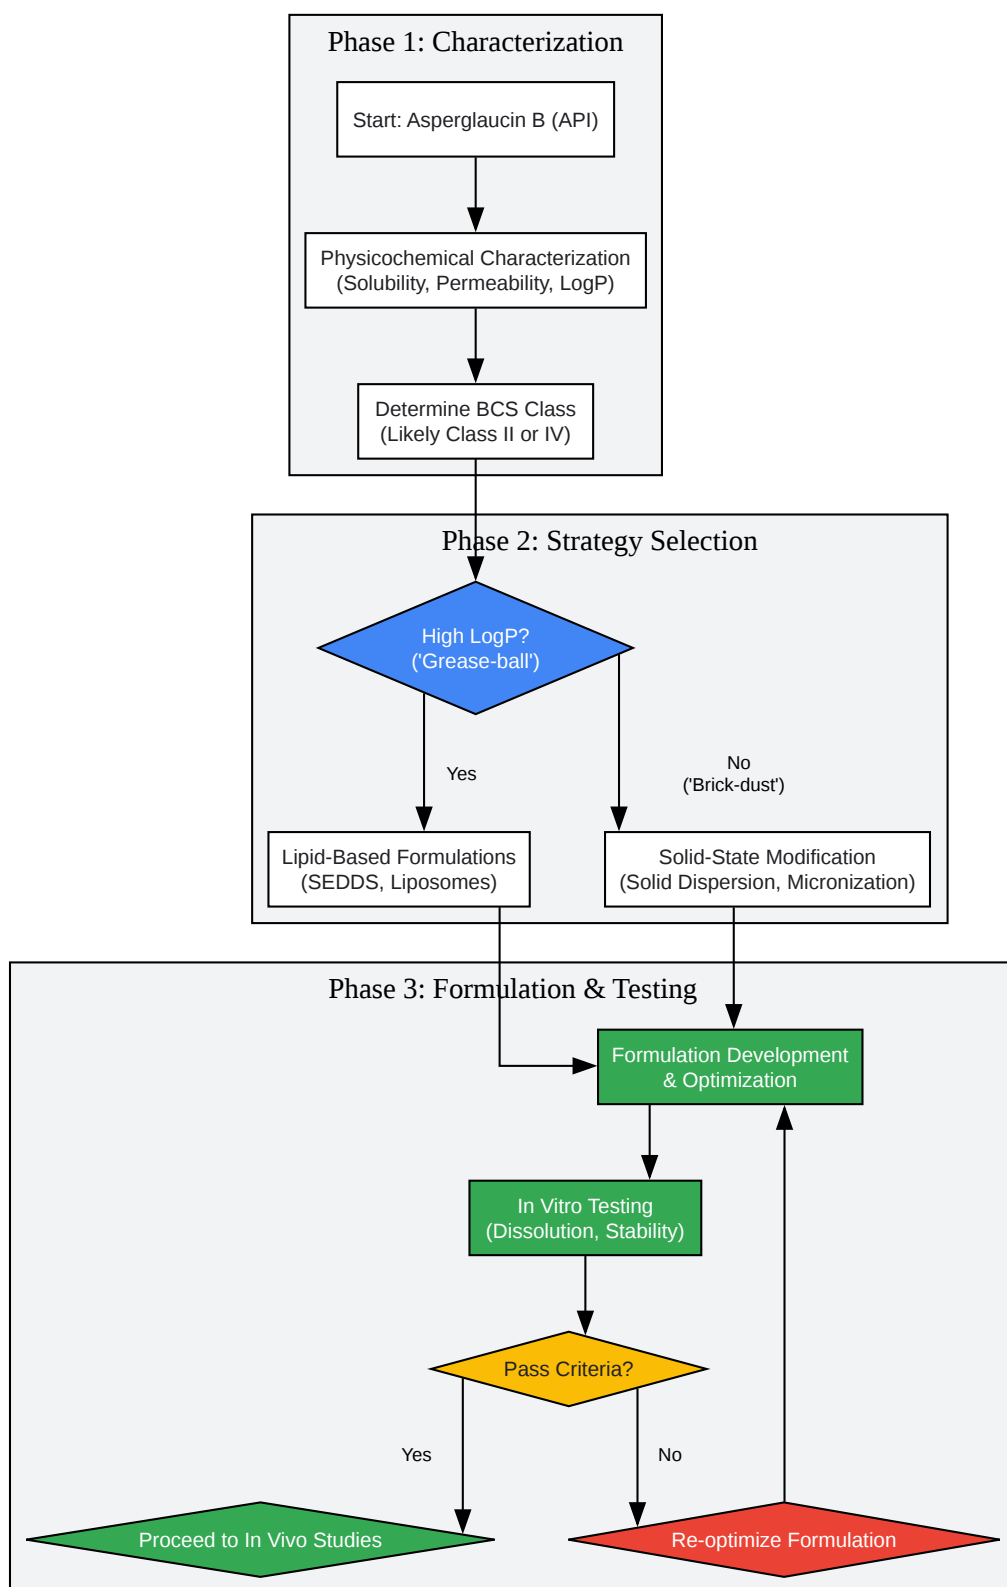 Phase 1: Characterization
Start: Asperglaucin B (API)
Physicochemical Characterization
(Solubility, Permeability, LogP)
Determine BCS Class
(Likely Class II or IV)
Phase 2: Strategy Selection
High LogP?
('Grease-ball')
Yes
No
('Brick-dust')
Lipid-Based Formulations
(SEDDS, Liposomes)
Solid-State Modification
(Solid Dispersion, Micronization)
Phase 3: Formulation & Testing
Formulation Development
& Optimization
In Vitro Testing
(Dissolution, Stability)
Pass Criteria?
Yes
No
Proceed to In Vivo Studies
Re-optimize Formulation